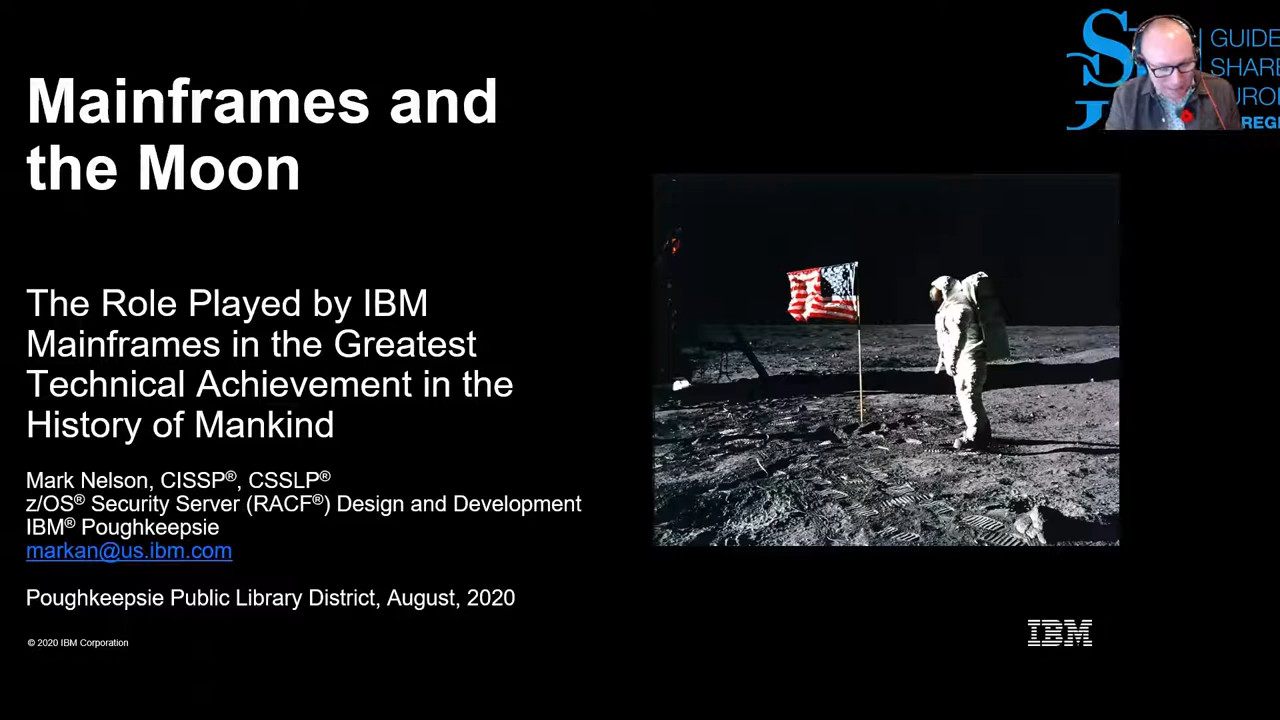 Mainframes and
the Moon
The Role Played by IBM
Mainframes in the Greatest
Technical Achievement in the
History of Mankind
Mark Nelson, CISSP®, CSSLP®
z/OS® Security Server (RACF®) Design and Development
IBM® Poughkeepsie
markan@us.ibm.com
Poughkeepsie Public Library District, August, 2020
© 2020 IBM Corporation
GUIDE
SHARE
IBM